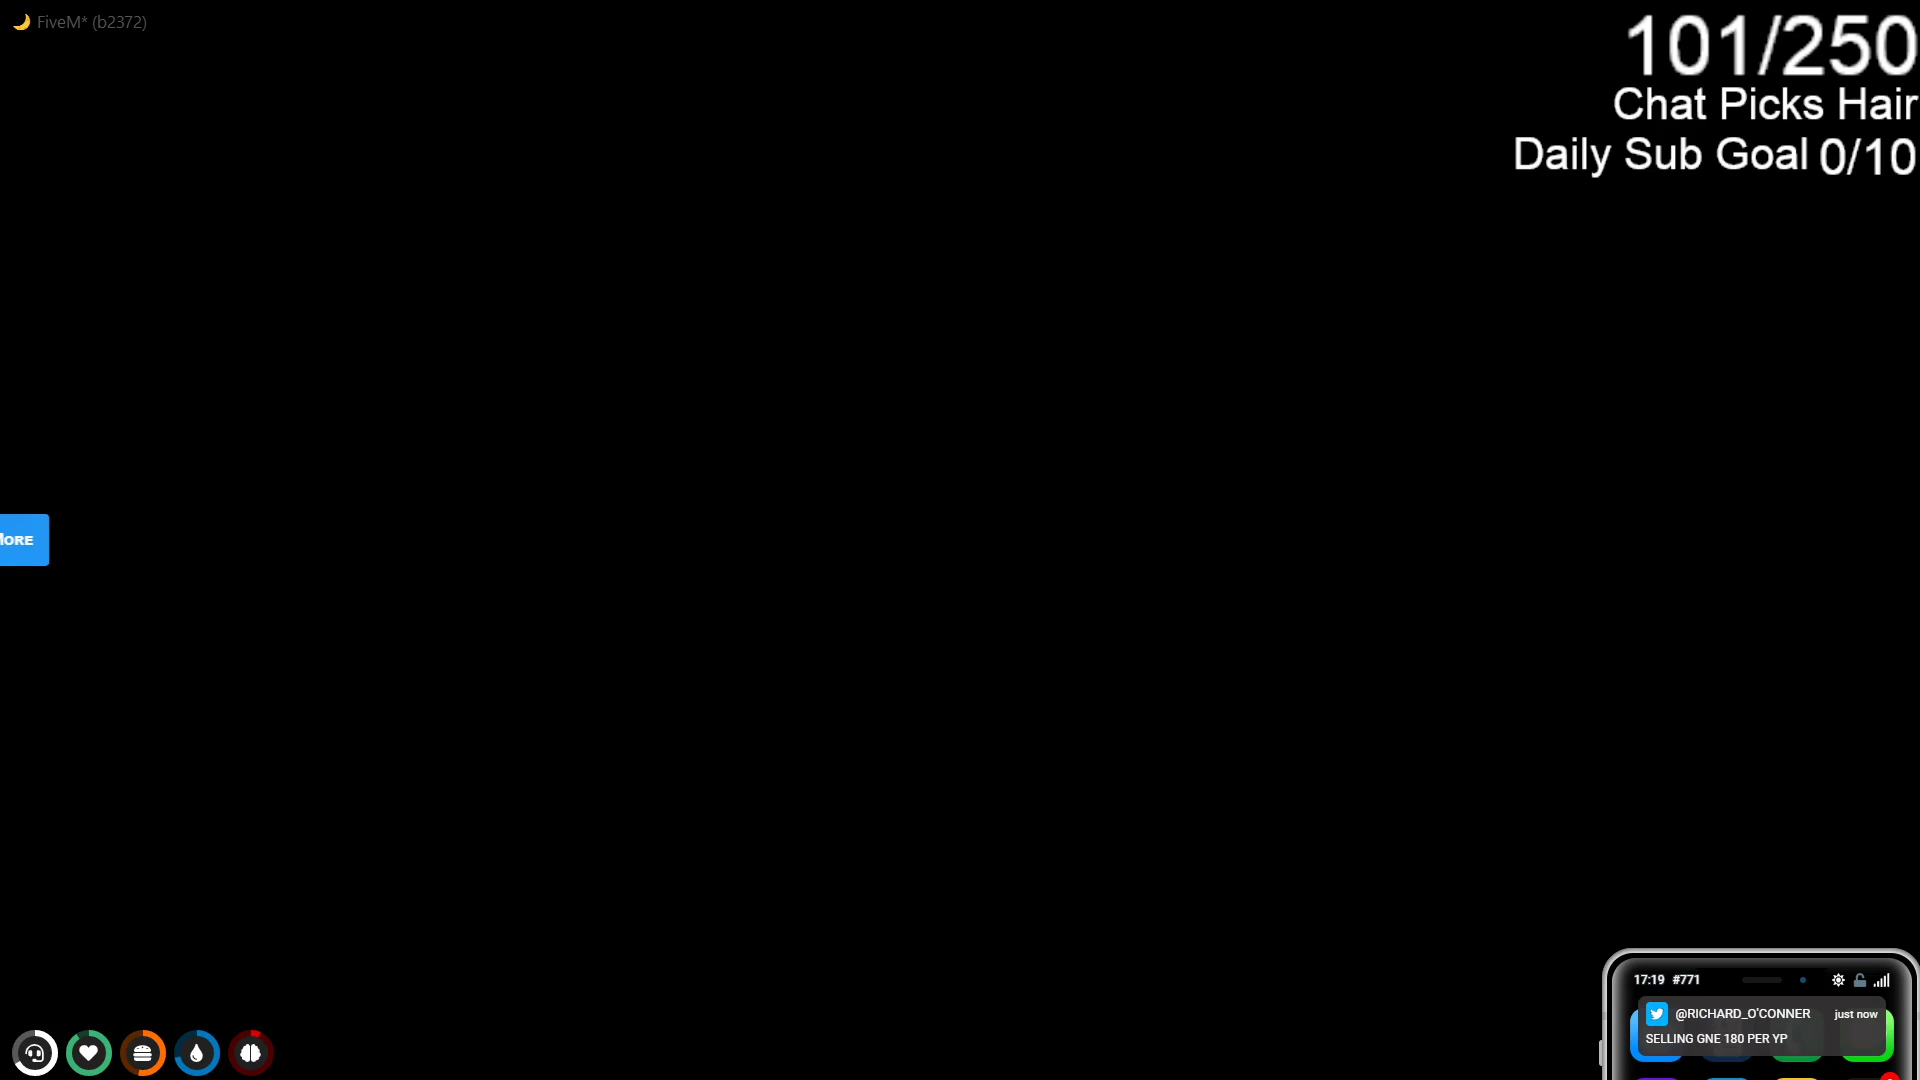 FiveM* (b2372)
101/250
Chat Picks Hair
Daily Sub Goal 0/10
MORE
17:19 #771
@RICHARD_O'CONNER just now
SELLING GNE 180 PER YP